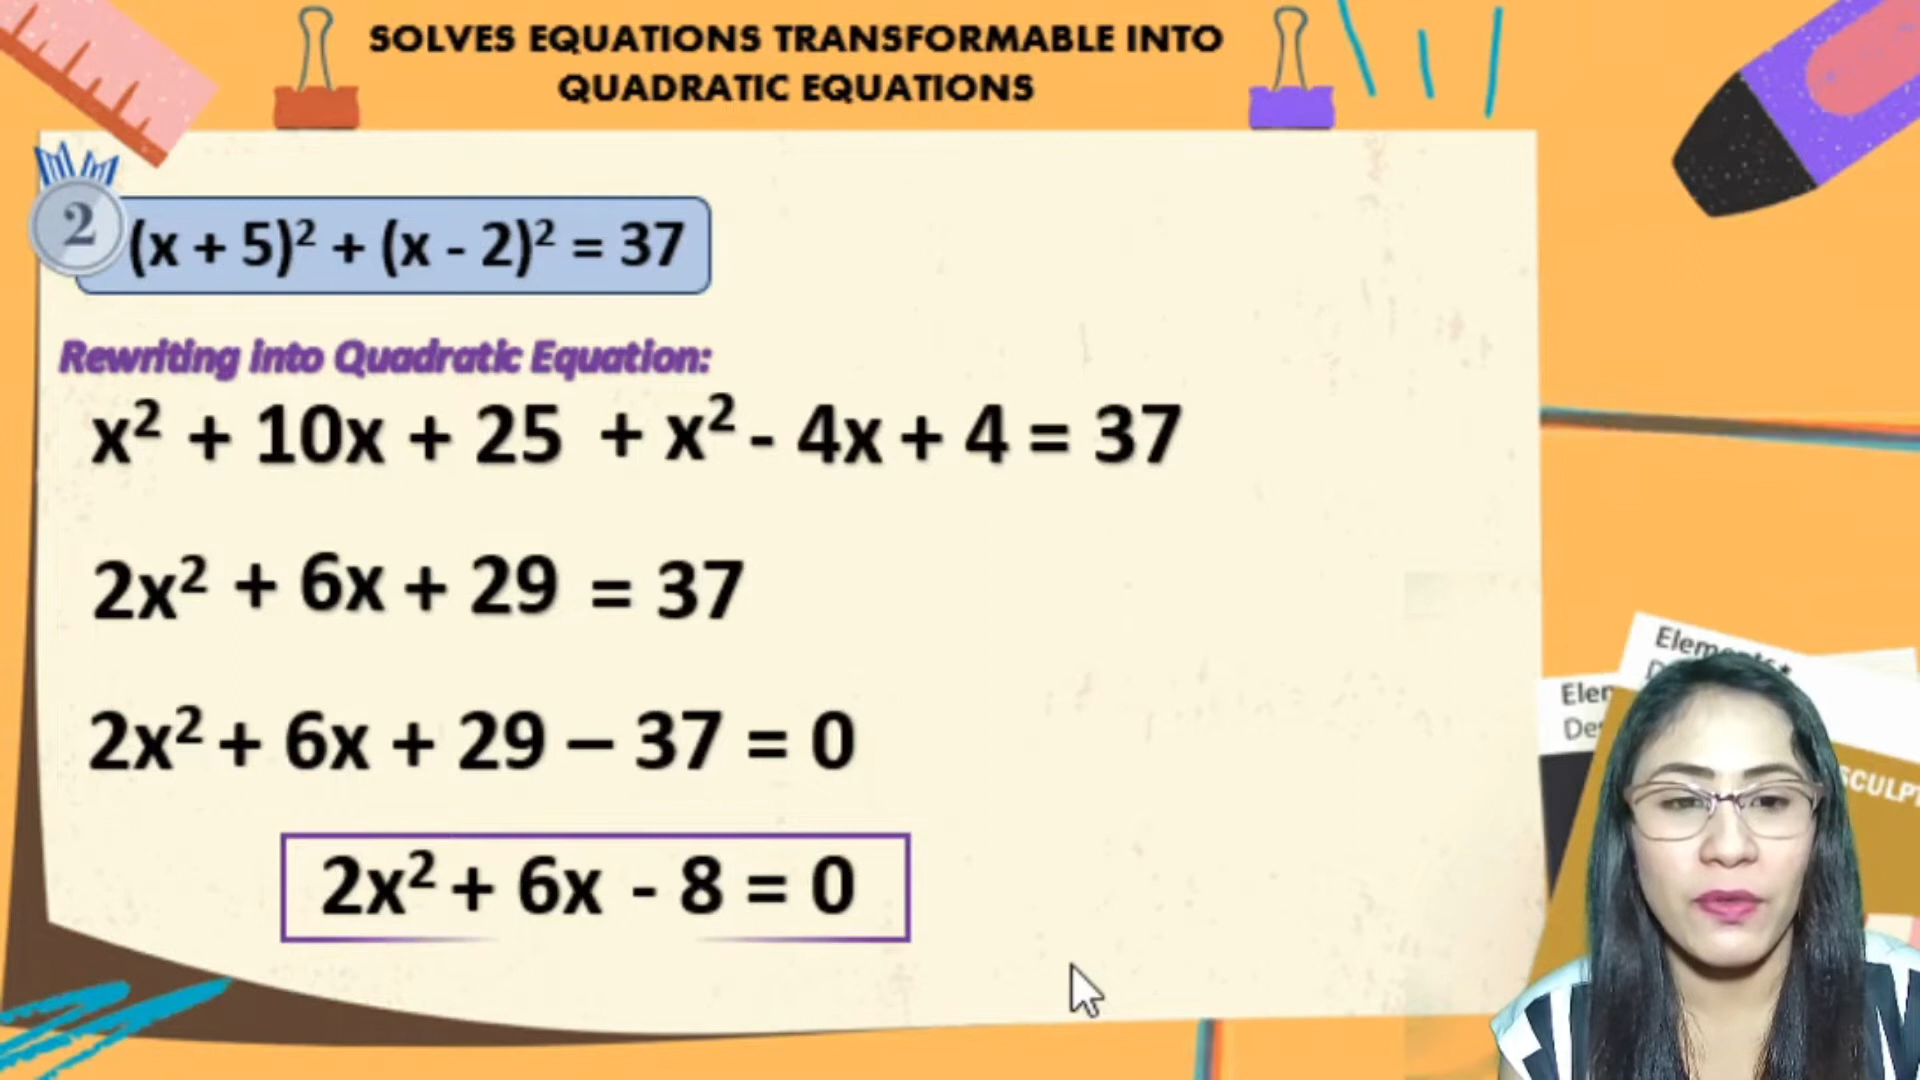 SOLVES EQUATIONS TRANSFORMABLE INTO
QUADRATIC EQUATIONS
2
(x + 5)² + (x - 2)² = 37
Rewriting into Quadratic Equation:
x² + 10x + 25 + x² - 4x + 4 = 37
2x² + 6x + 29 = 37
2x² + 6x + 29 – 37 = 0
2x² + 6x - 8 = 0